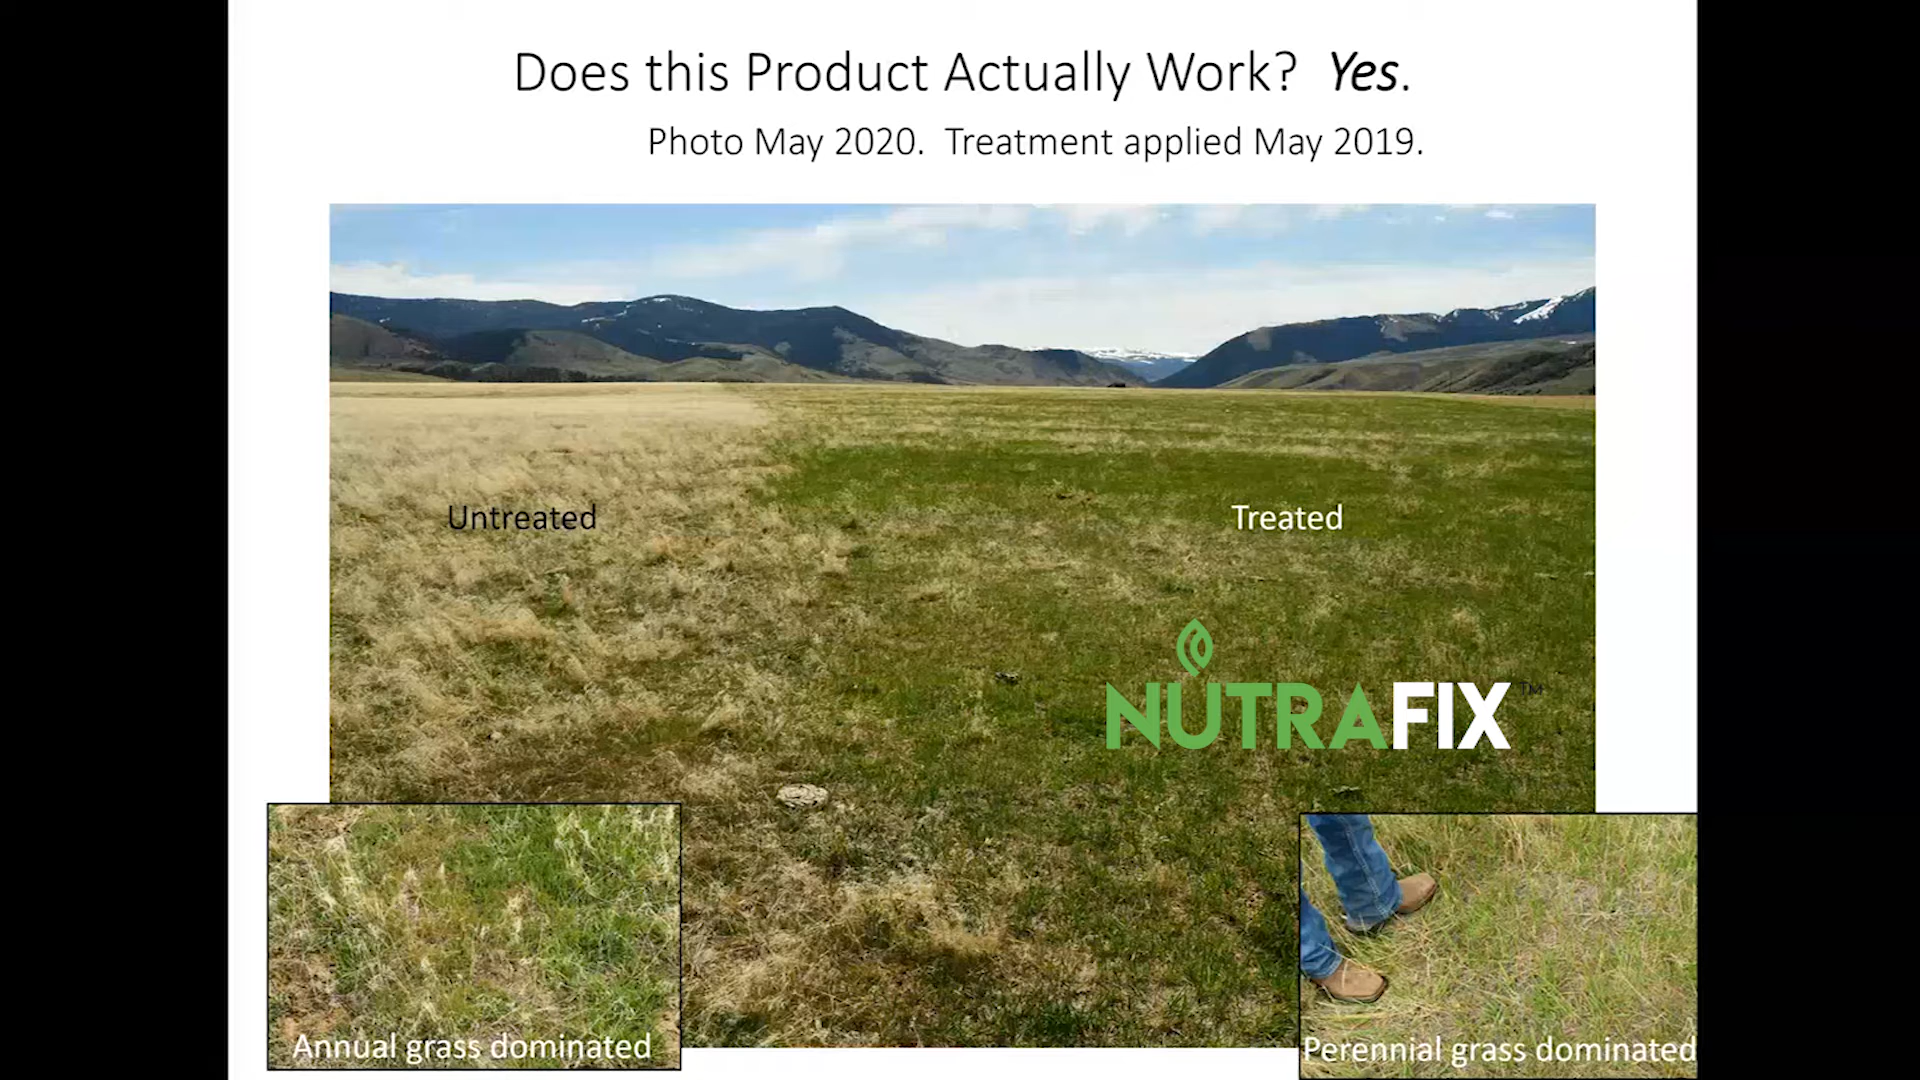 Does this Product Actually Work? Yes.
Photo May 2020. Treatment applied May 2019.
Untreated
Treated
NUTRAFIX™
Annual grass dominated
Perennial grass dominated